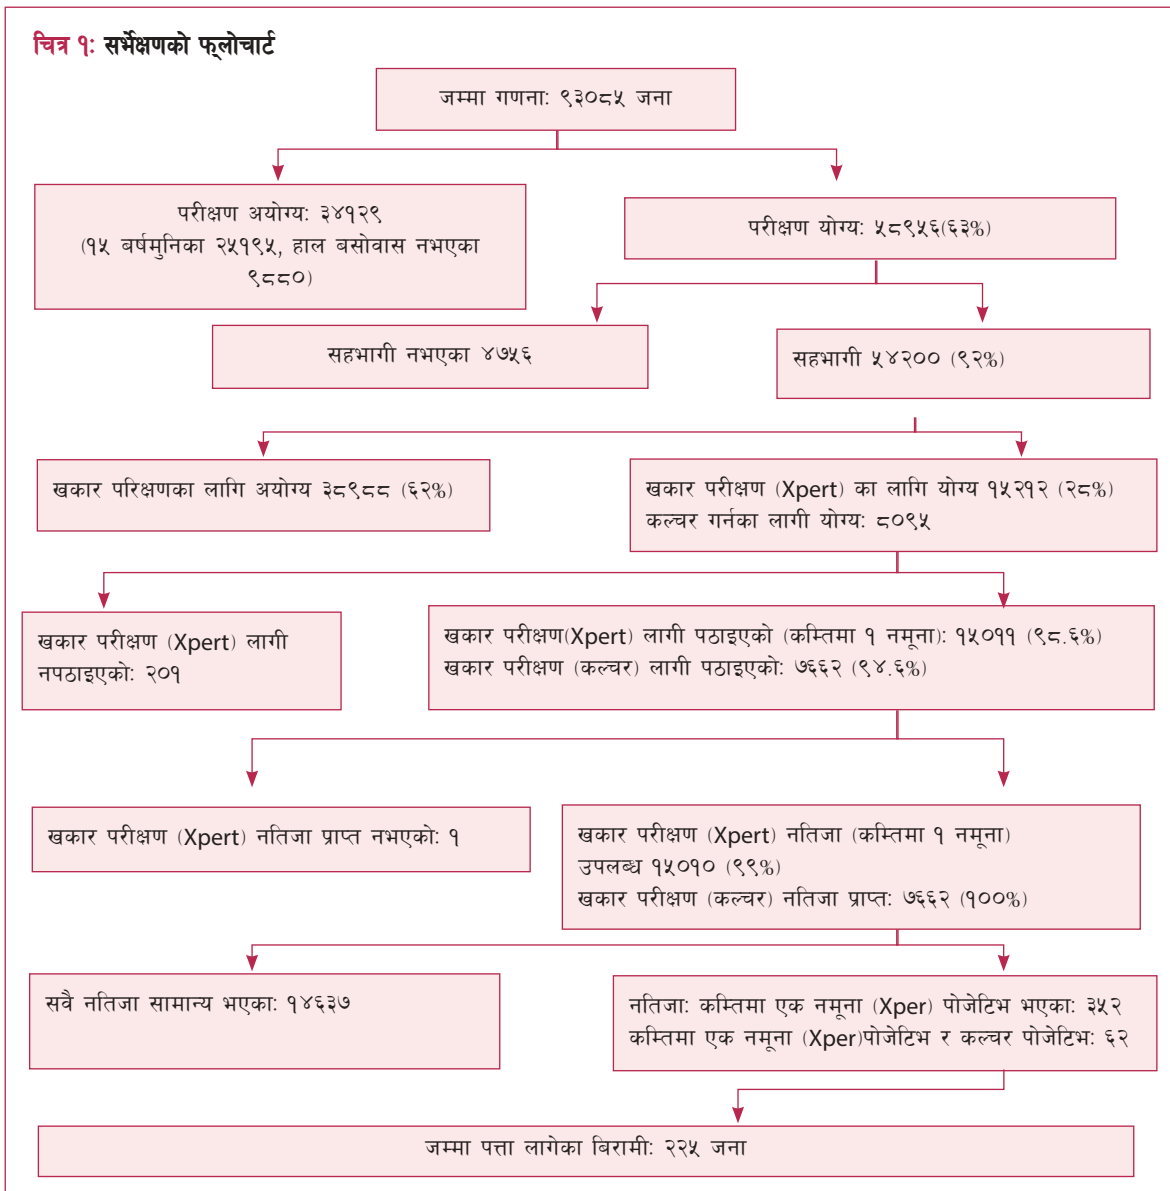 चित्र १: सर्भेक्षणको फ्लोचार्ट
जम्मा गणना: ९३०८५ जना
परीक्षण अयोग्य: ३४१२९
(१५ बर्षमुनिका २५१९५, हाल बसोवास नभएका
९८८०)
परीक्षण योग्य: ५८९५६(६३%)
सहभागी नभएका ४७५६
सहभागी ५४२०० (९२%)
खकार परिक्षणका लागि अयोग्य ३८९८८ (६२%)
खकार परीक्षण (Xpert) का लागि योग्य १५२१२ (२८%)
कल्चर गर्नका लागी योग्य: ८०९५
खकार परीक्षण (Xpert) लागी
नपठाइएको: २०१
खकार परीक्षण(Xpert) लागी पठाइएको (कम्तिमा १ नमूना): १५०११ (९८.६%)
खकार परीक्षण (कल्चर) लागी पठाइएको: ७६६२ (९४.६%)
खकार परीक्षण (Xpert) नतिजा प्राप्त नभएको: १
खकार परीक्षण (Xpert) नतिजा (कम्तिमा १ नमूना)
उपलब्ध १५०१० (९९%)
खकार परीक्षण (कल्चर) नतिजा प्राप्त: ७६६२ (१००%)
सवै नतिजा सामान्य भएका: १४६३७
नतिजा: कम्तिमा एक नमूना (Xper) पोजेटिभ भएका: ३५२
कम्तिमा एक नमूना (Xper)पोजेटिभ र कल्चर पोजेटिभ: ६२
जम्मा पत्ता लागेका बिरामी: २२५ जना